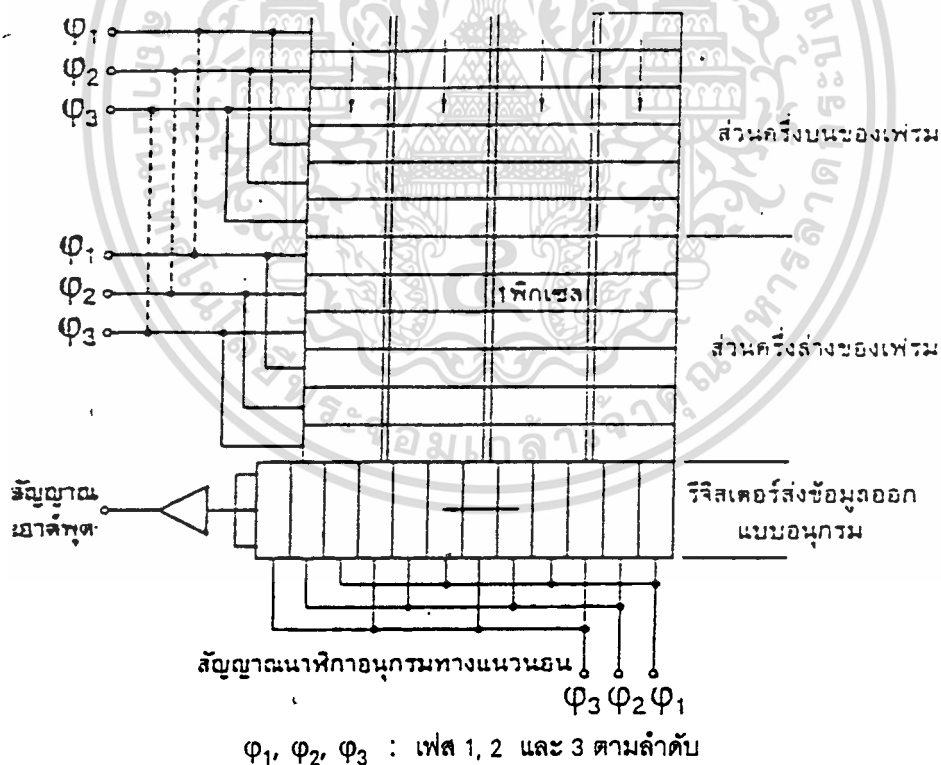 φ1
φ2
φ3
ส่วนครึ่งบนของเฟรม
φ1
φ2
φ3
1พิกเซล
ส่วนครึ่งล่างของเฟรม
สัญญาณ
เอาต์พุต
รีจิสเตอร์ส่งข้อมูลออก
แบบอนุกรม
สัญญาณนาฬิกาอนุกรมทางแนวนอน
φ3 φ2 φ1
φ1, φ2, φ3 : เฟส 1, 2 และ 3 ตามลำดับ